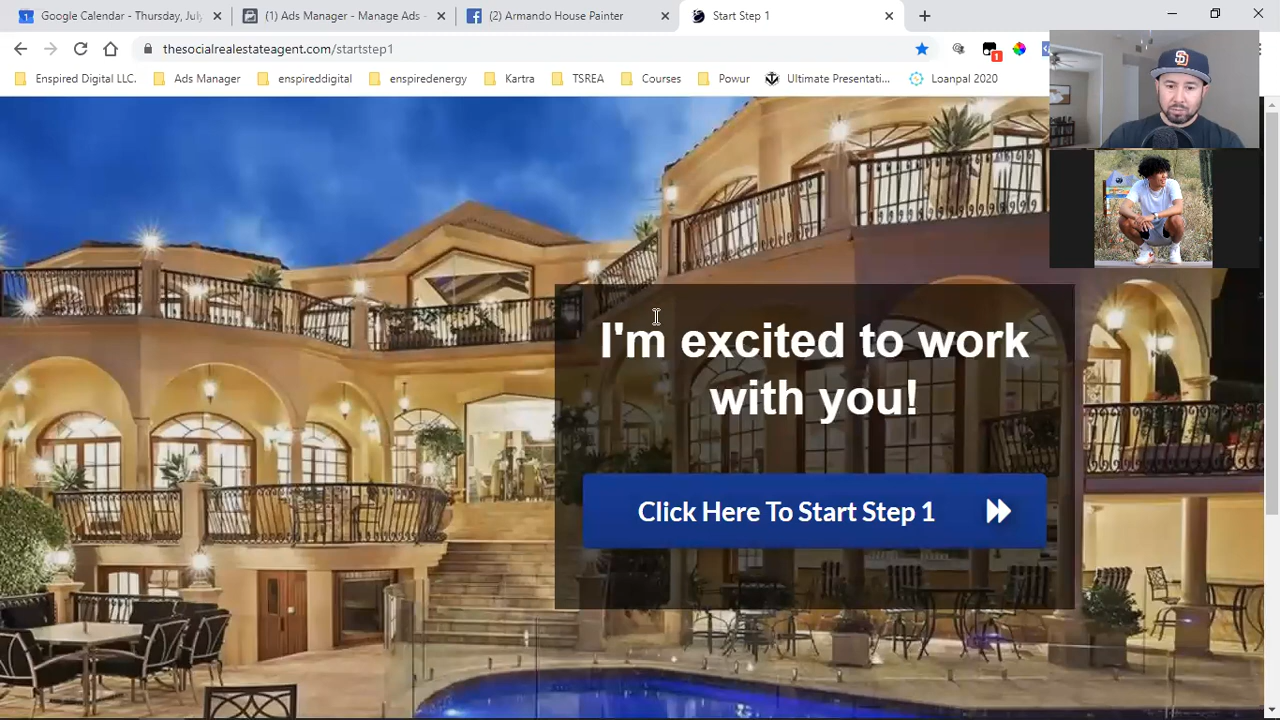 Google Calendar - Thursday, July
(1) Ads Manager - Manage Ads -
(2) Armando House Painter
Start Step 1
thesocialrealestateagent.com/startstep1
1
Enspired Digital LLC.
Ads Manager
enspireddigital
enspiredenergy
Kartra
TSREA
Courses
Powur
Ultimate Presentati...
Loanpal 2020
I'm excited to work
with you!
Click Here To Start Step 1